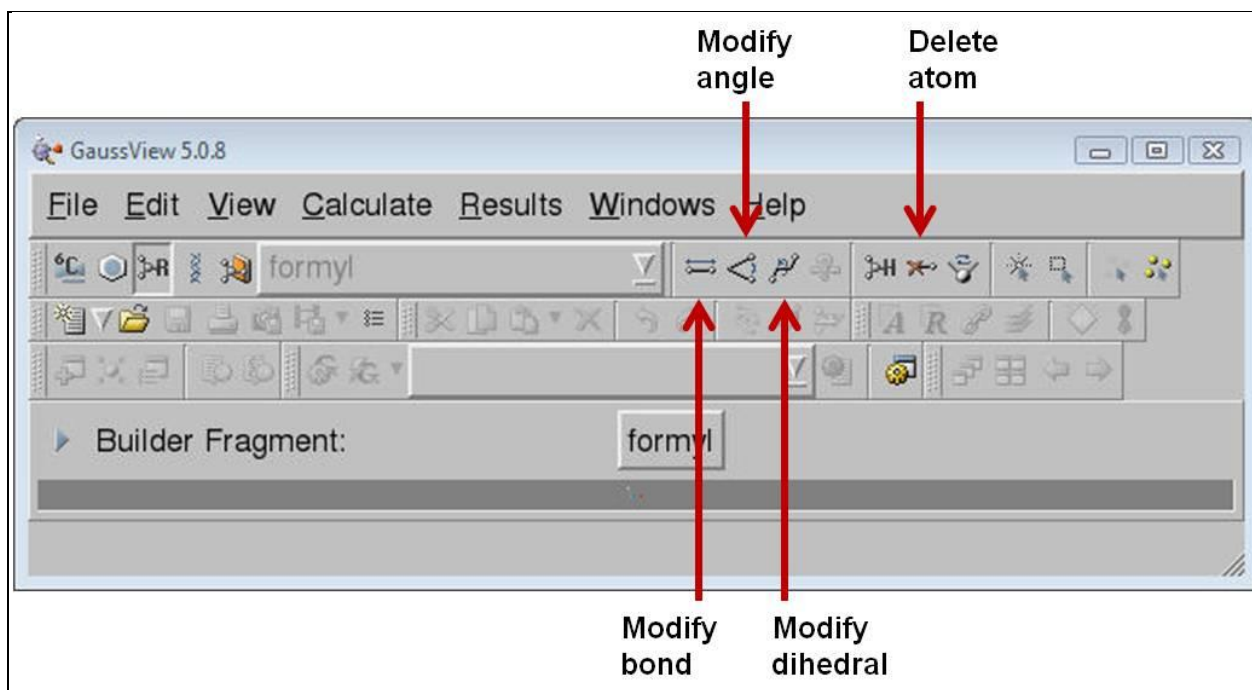 Modify
angle
Delete
atom
GaussView 5.0.8
File Edit View Calculate Results Windows Help
6C R formyl H
A R
Builder Fragment: formyl
Modify
bond
Modify
dihedral